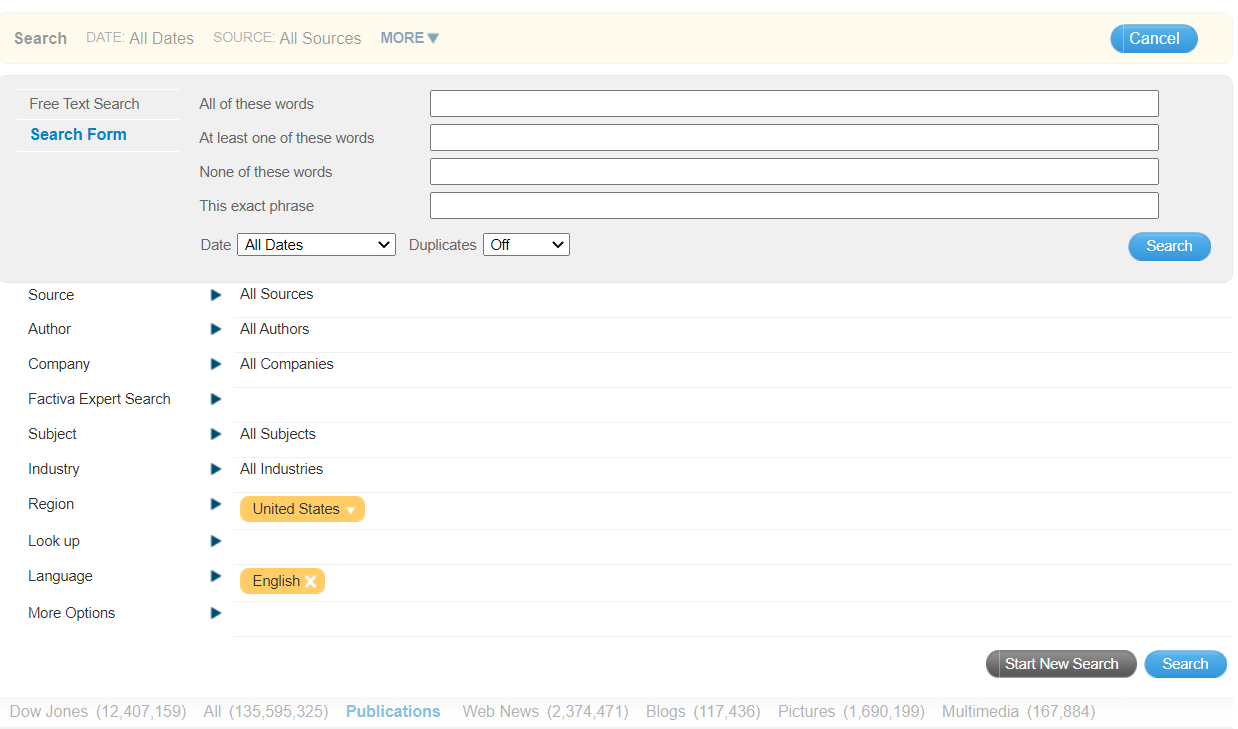 Search DATE: All Dates SOURCE: All Sources MORE Cancel
Free Text Search
Search Form
All of these words
At least one of these words
None of these words
This exact phrase
Date All Dates Duplicates Off Search
Source All Sources
Author All Authors
Company All Companies
Factiva Expert Search
Subject All Subjects
Industry All Industries
Region United States
Look up
Language English
More Options
Start New Search Search
Dow Jones (12,407,159) All (135,595,325) Publications Web News (2,374,471) Blogs (117,436) Pictures (1,690,199) Multimedia (167,884)